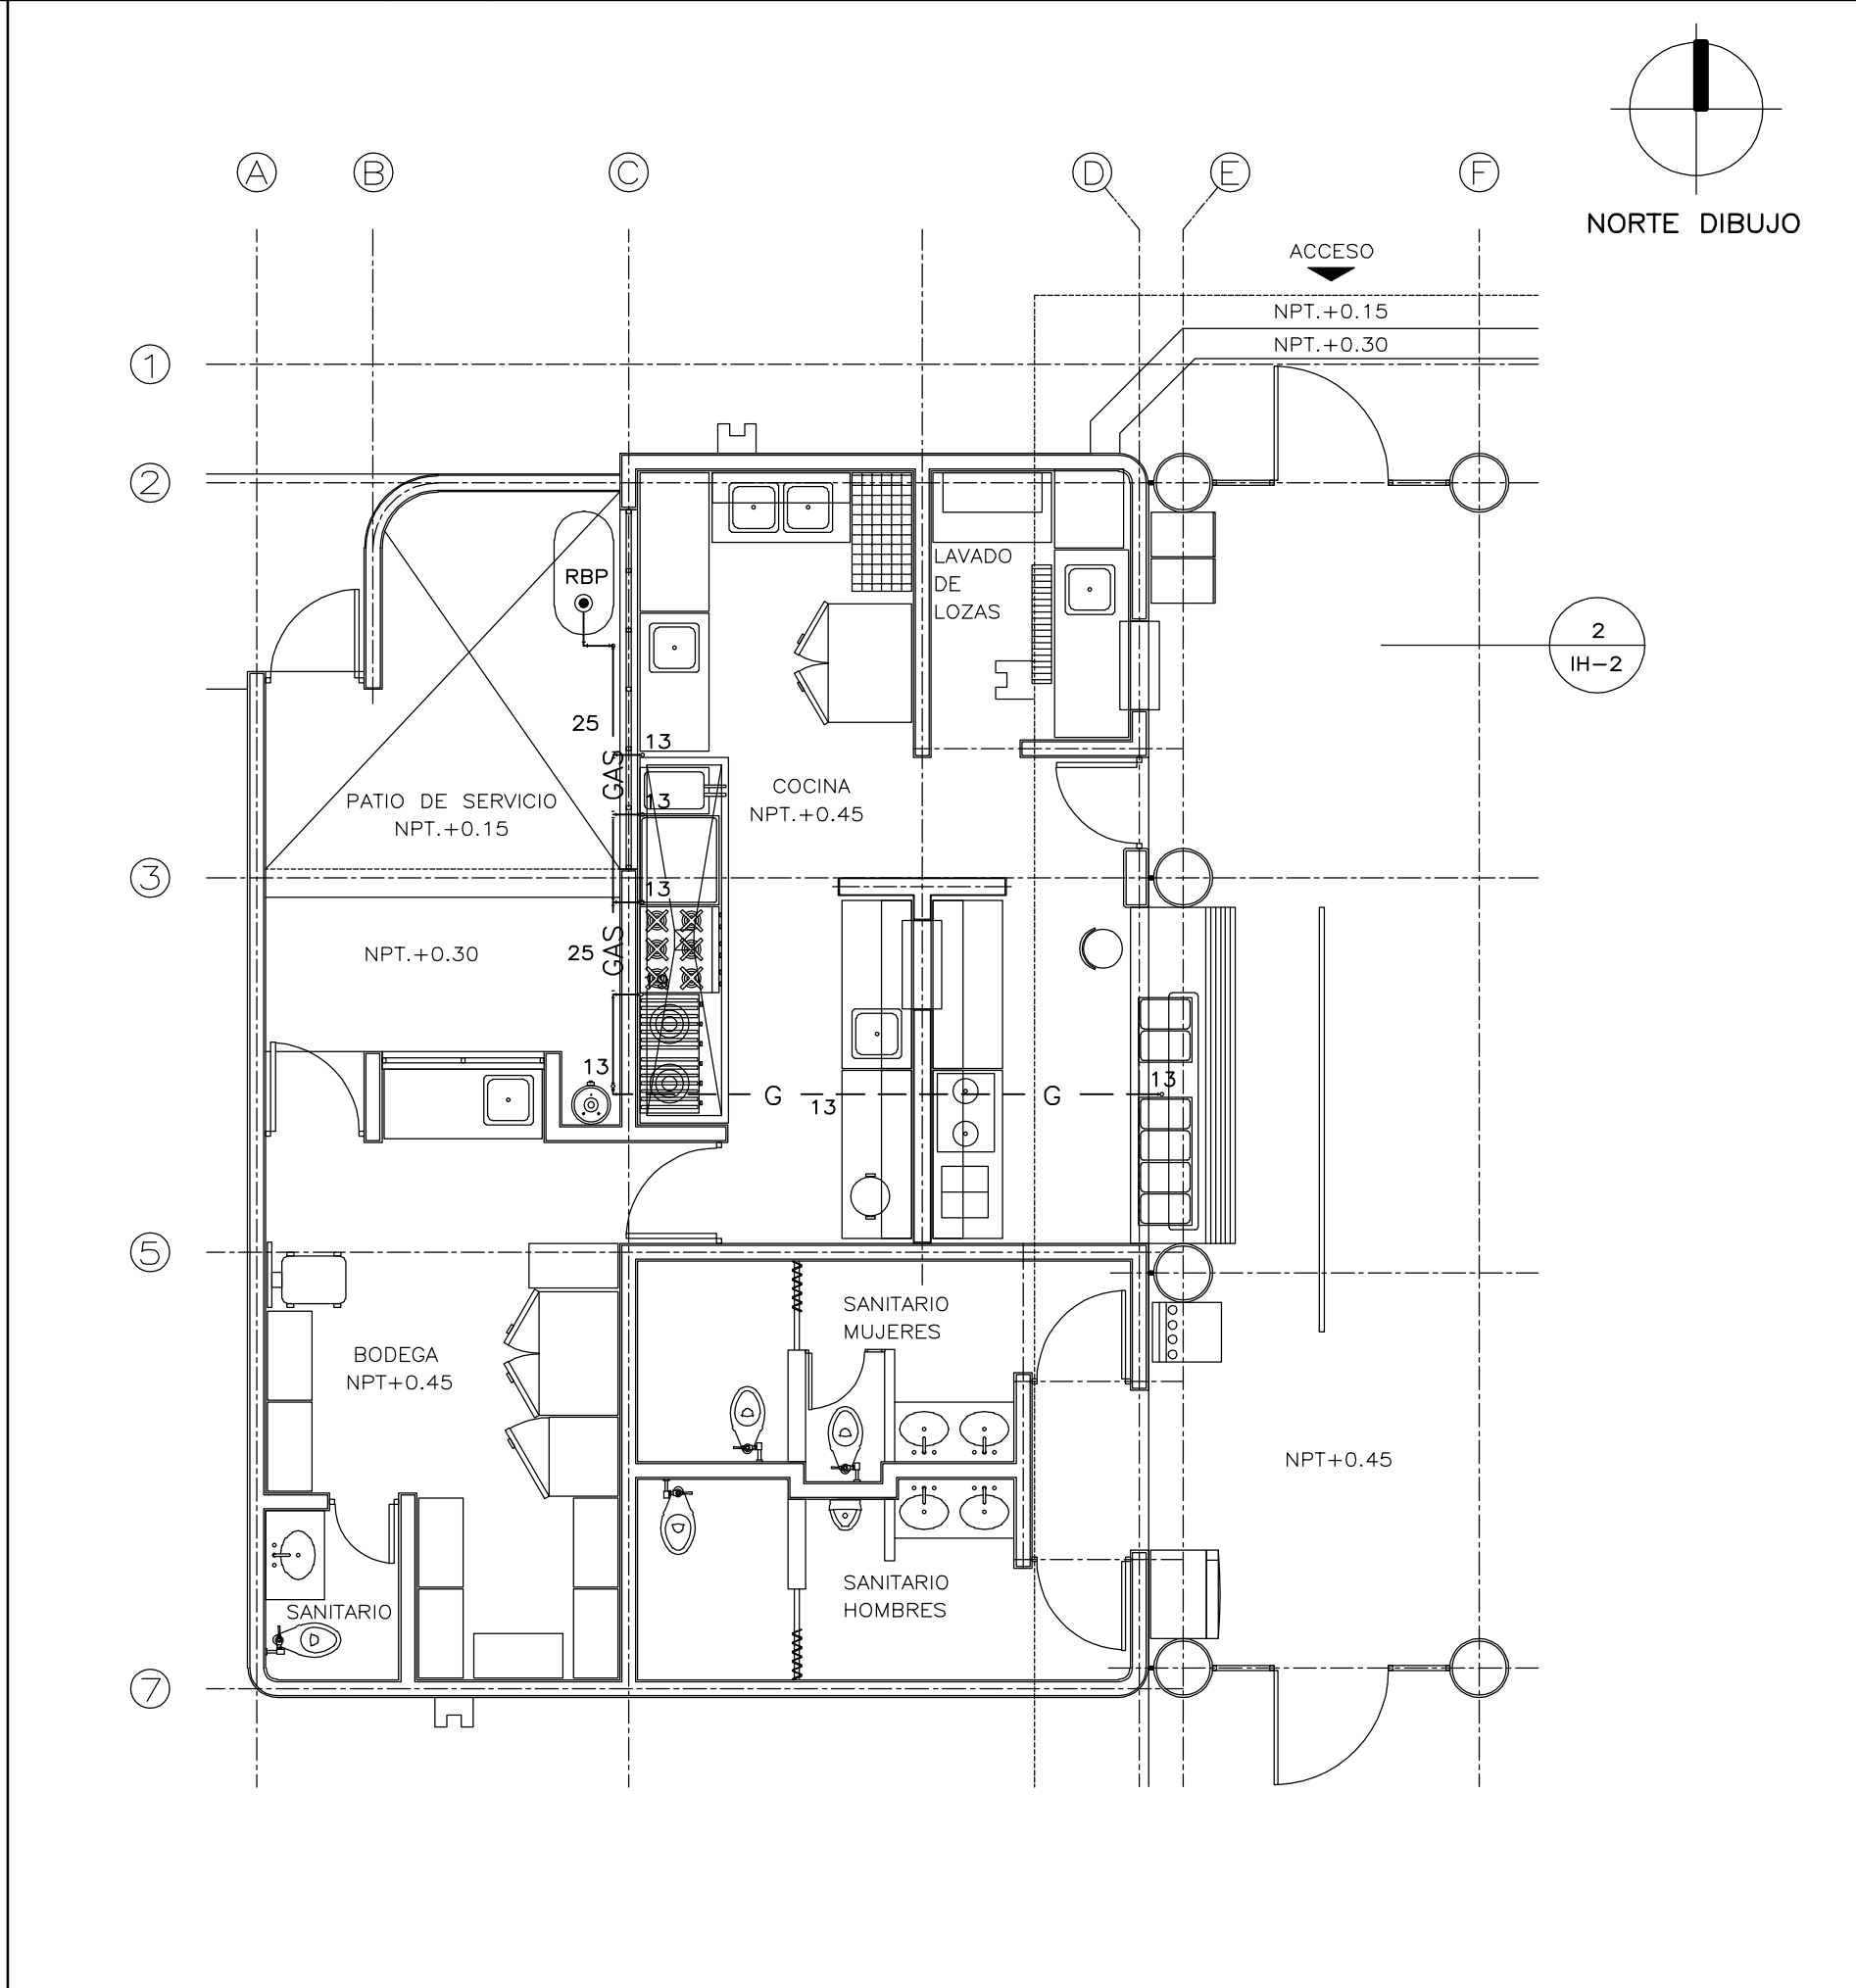 NORTE DIBUJO
A
B
C
D
E
F
ACCESO
NPT.+0.15
NPT.+0.30
1
2
LAVADO
DE
LOZAS
RBP
2
IH-2
25
GAS
13
COCINA
NPT.+0.45
13
PATIO DE SERVICIO
NPT.+0.15
3
13
NPT.+0.30
25
GAS
13
13
G
13
G
13
5
SANITARIO
MUJERES
BODEGA
NPT+0.45
NPT+0.45
SANITARIO
HOMBRES
SANITARIO
7